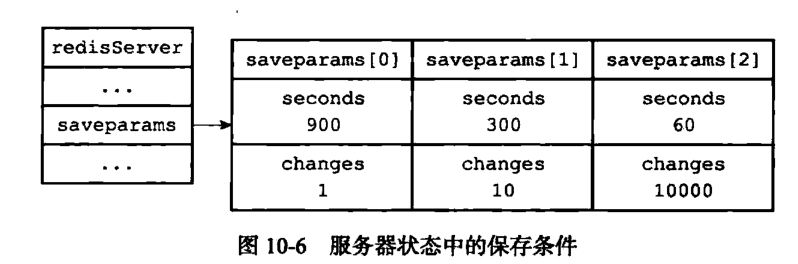 redisServer
...
saveparams
...
saveparams[0] saveparams[1] saveparams[2]
seconds seconds seconds
900 300 60
changes changes changes
1 10 10000
图 10-6 服务器状态中的保存条件